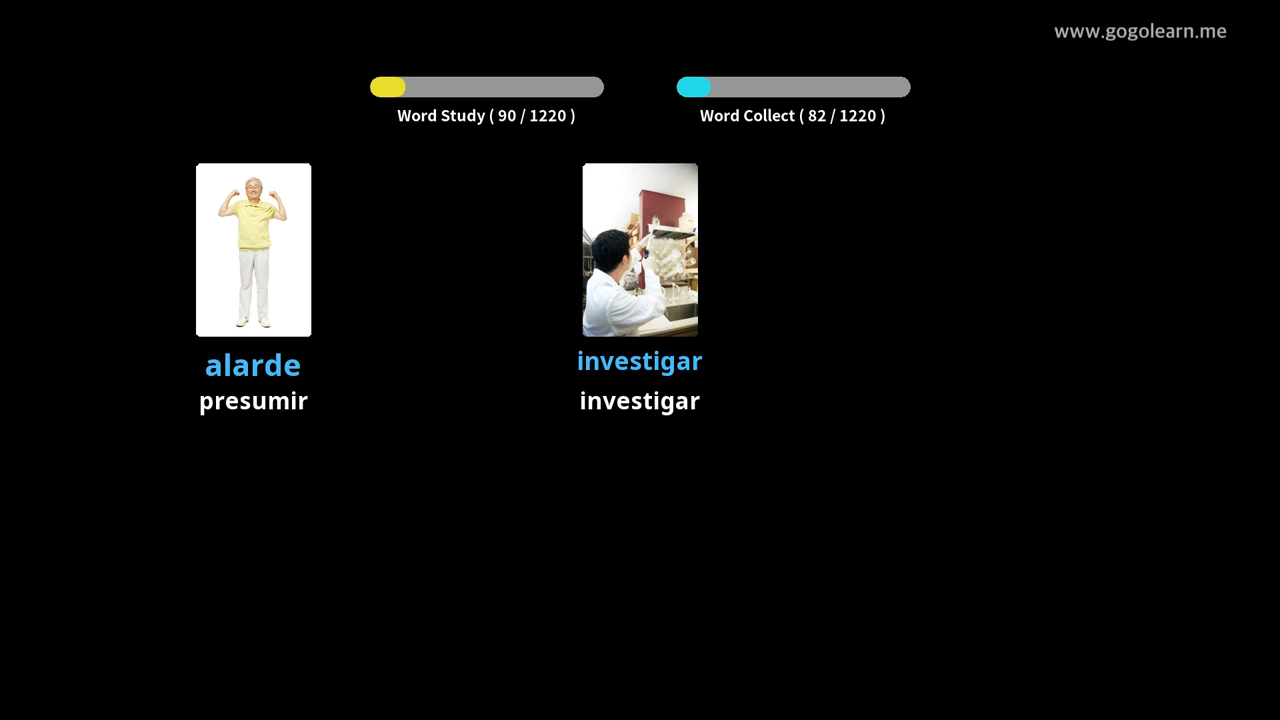 www.gogolearn.me
Word Study ( 90 / 1220 )
Word Collect ( 82 / 1220 )
alarde
presumir
investigar
investigar